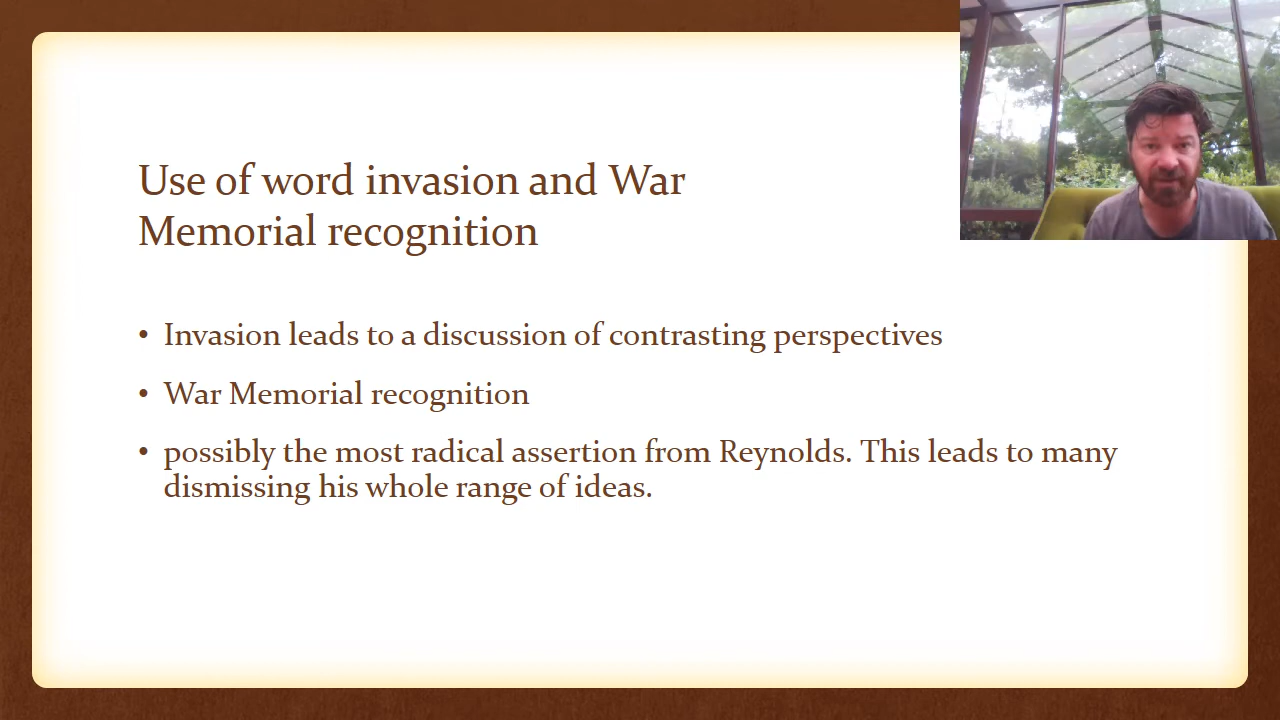 Use of word invasion and War
Memorial recognition
• Invasion leads to a discussion of contrasting perspectives
• War Memorial recognition
• possibly the most radical assertion from Reynolds. This leads to many
dismissing his whole range of ideas.